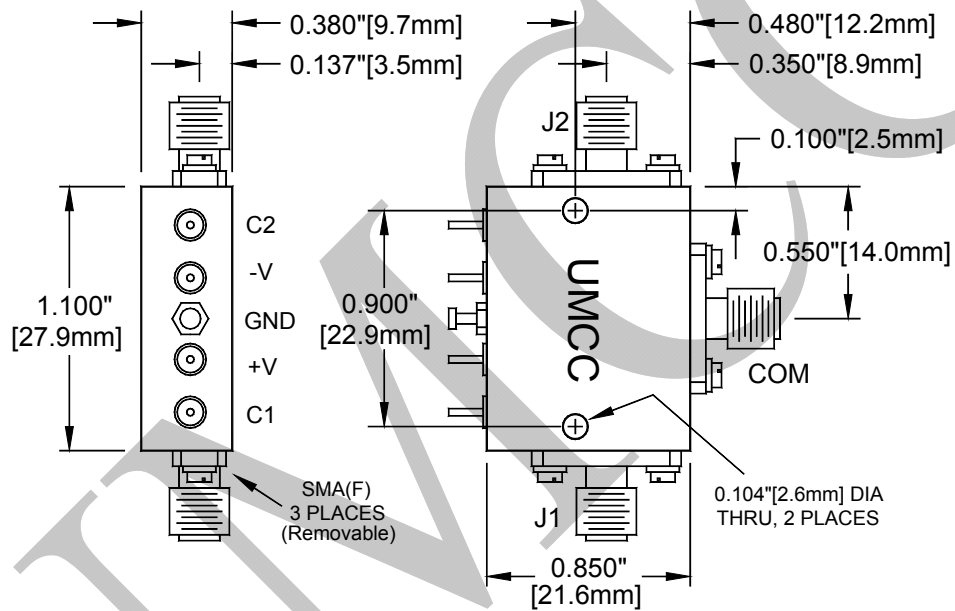 0.380"[9.7mm]
0.137"[3.5mm]
0.480"[12.2mm]
0.350"[8.9mm]
J2
0.100"[2.5mm]
0.550"[14.0mm]
C2
-V
GND
+V
C1
1.100"
[27.9mm]
0.900"
[22.9mm]
UMCC
COM
SMA(F)
3 PLACES
(Removable)
J1
0.104"[2.6mm] DIA
THRU, 2 PLACES
0.850"
[21.6mm]
UMCC